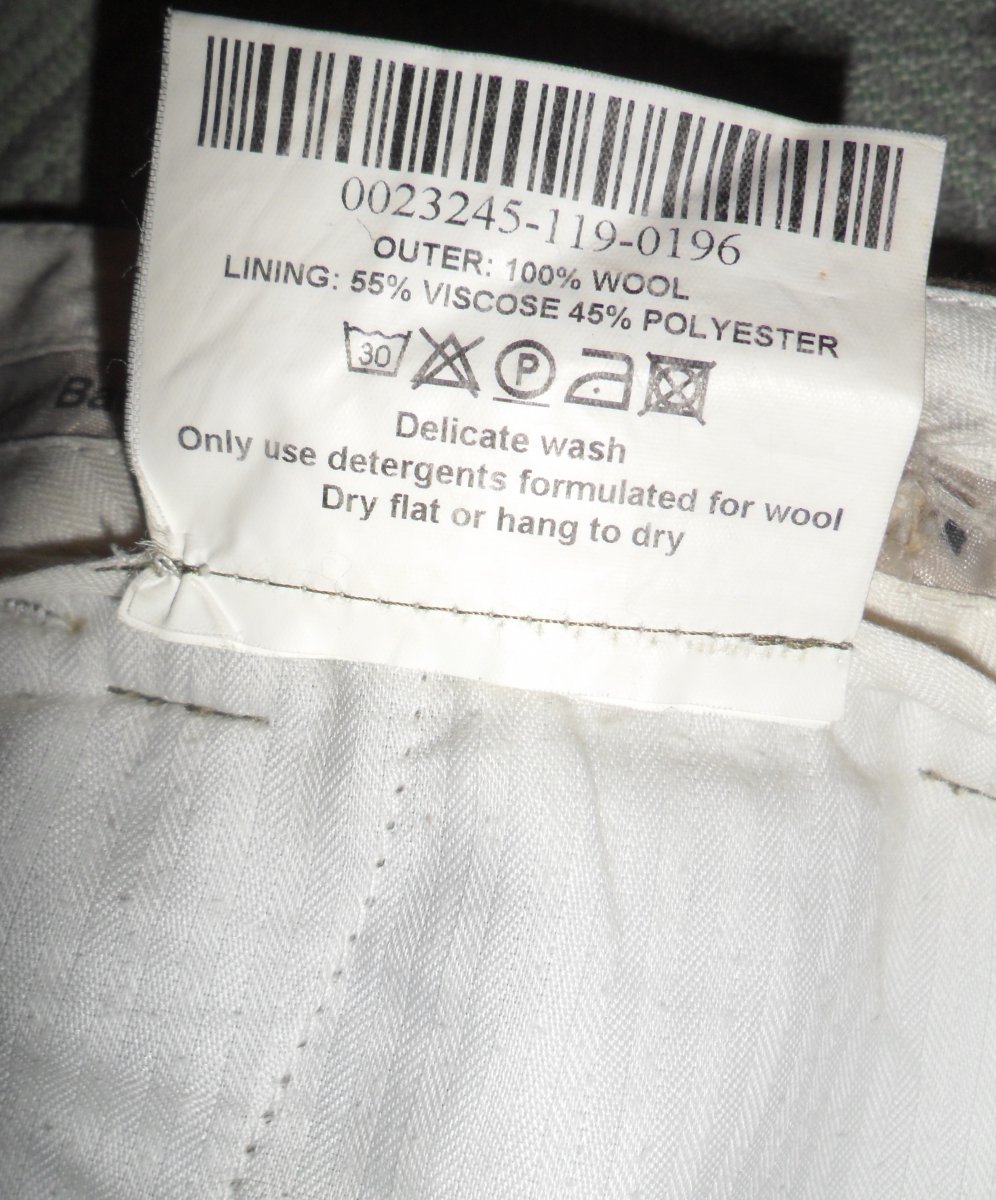 0023245-119-0196
OUTER: 100% WOOL
LINING: 55% VISCOSE 45% POLYESTER
30 P
Delicate wash
Only use detergents formulated for wool
Dry flat or hang to dry